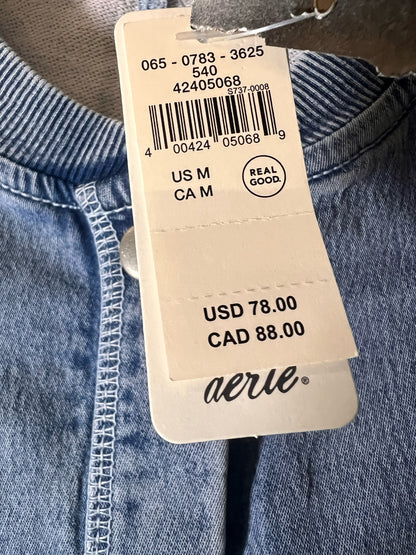 065 - 0783 - 3625
540
42405068
S737-0008
4 00424 05068 9
US M
CA M
REAL
GOOD.
USD 78.00
CAD 88.00
aerie®